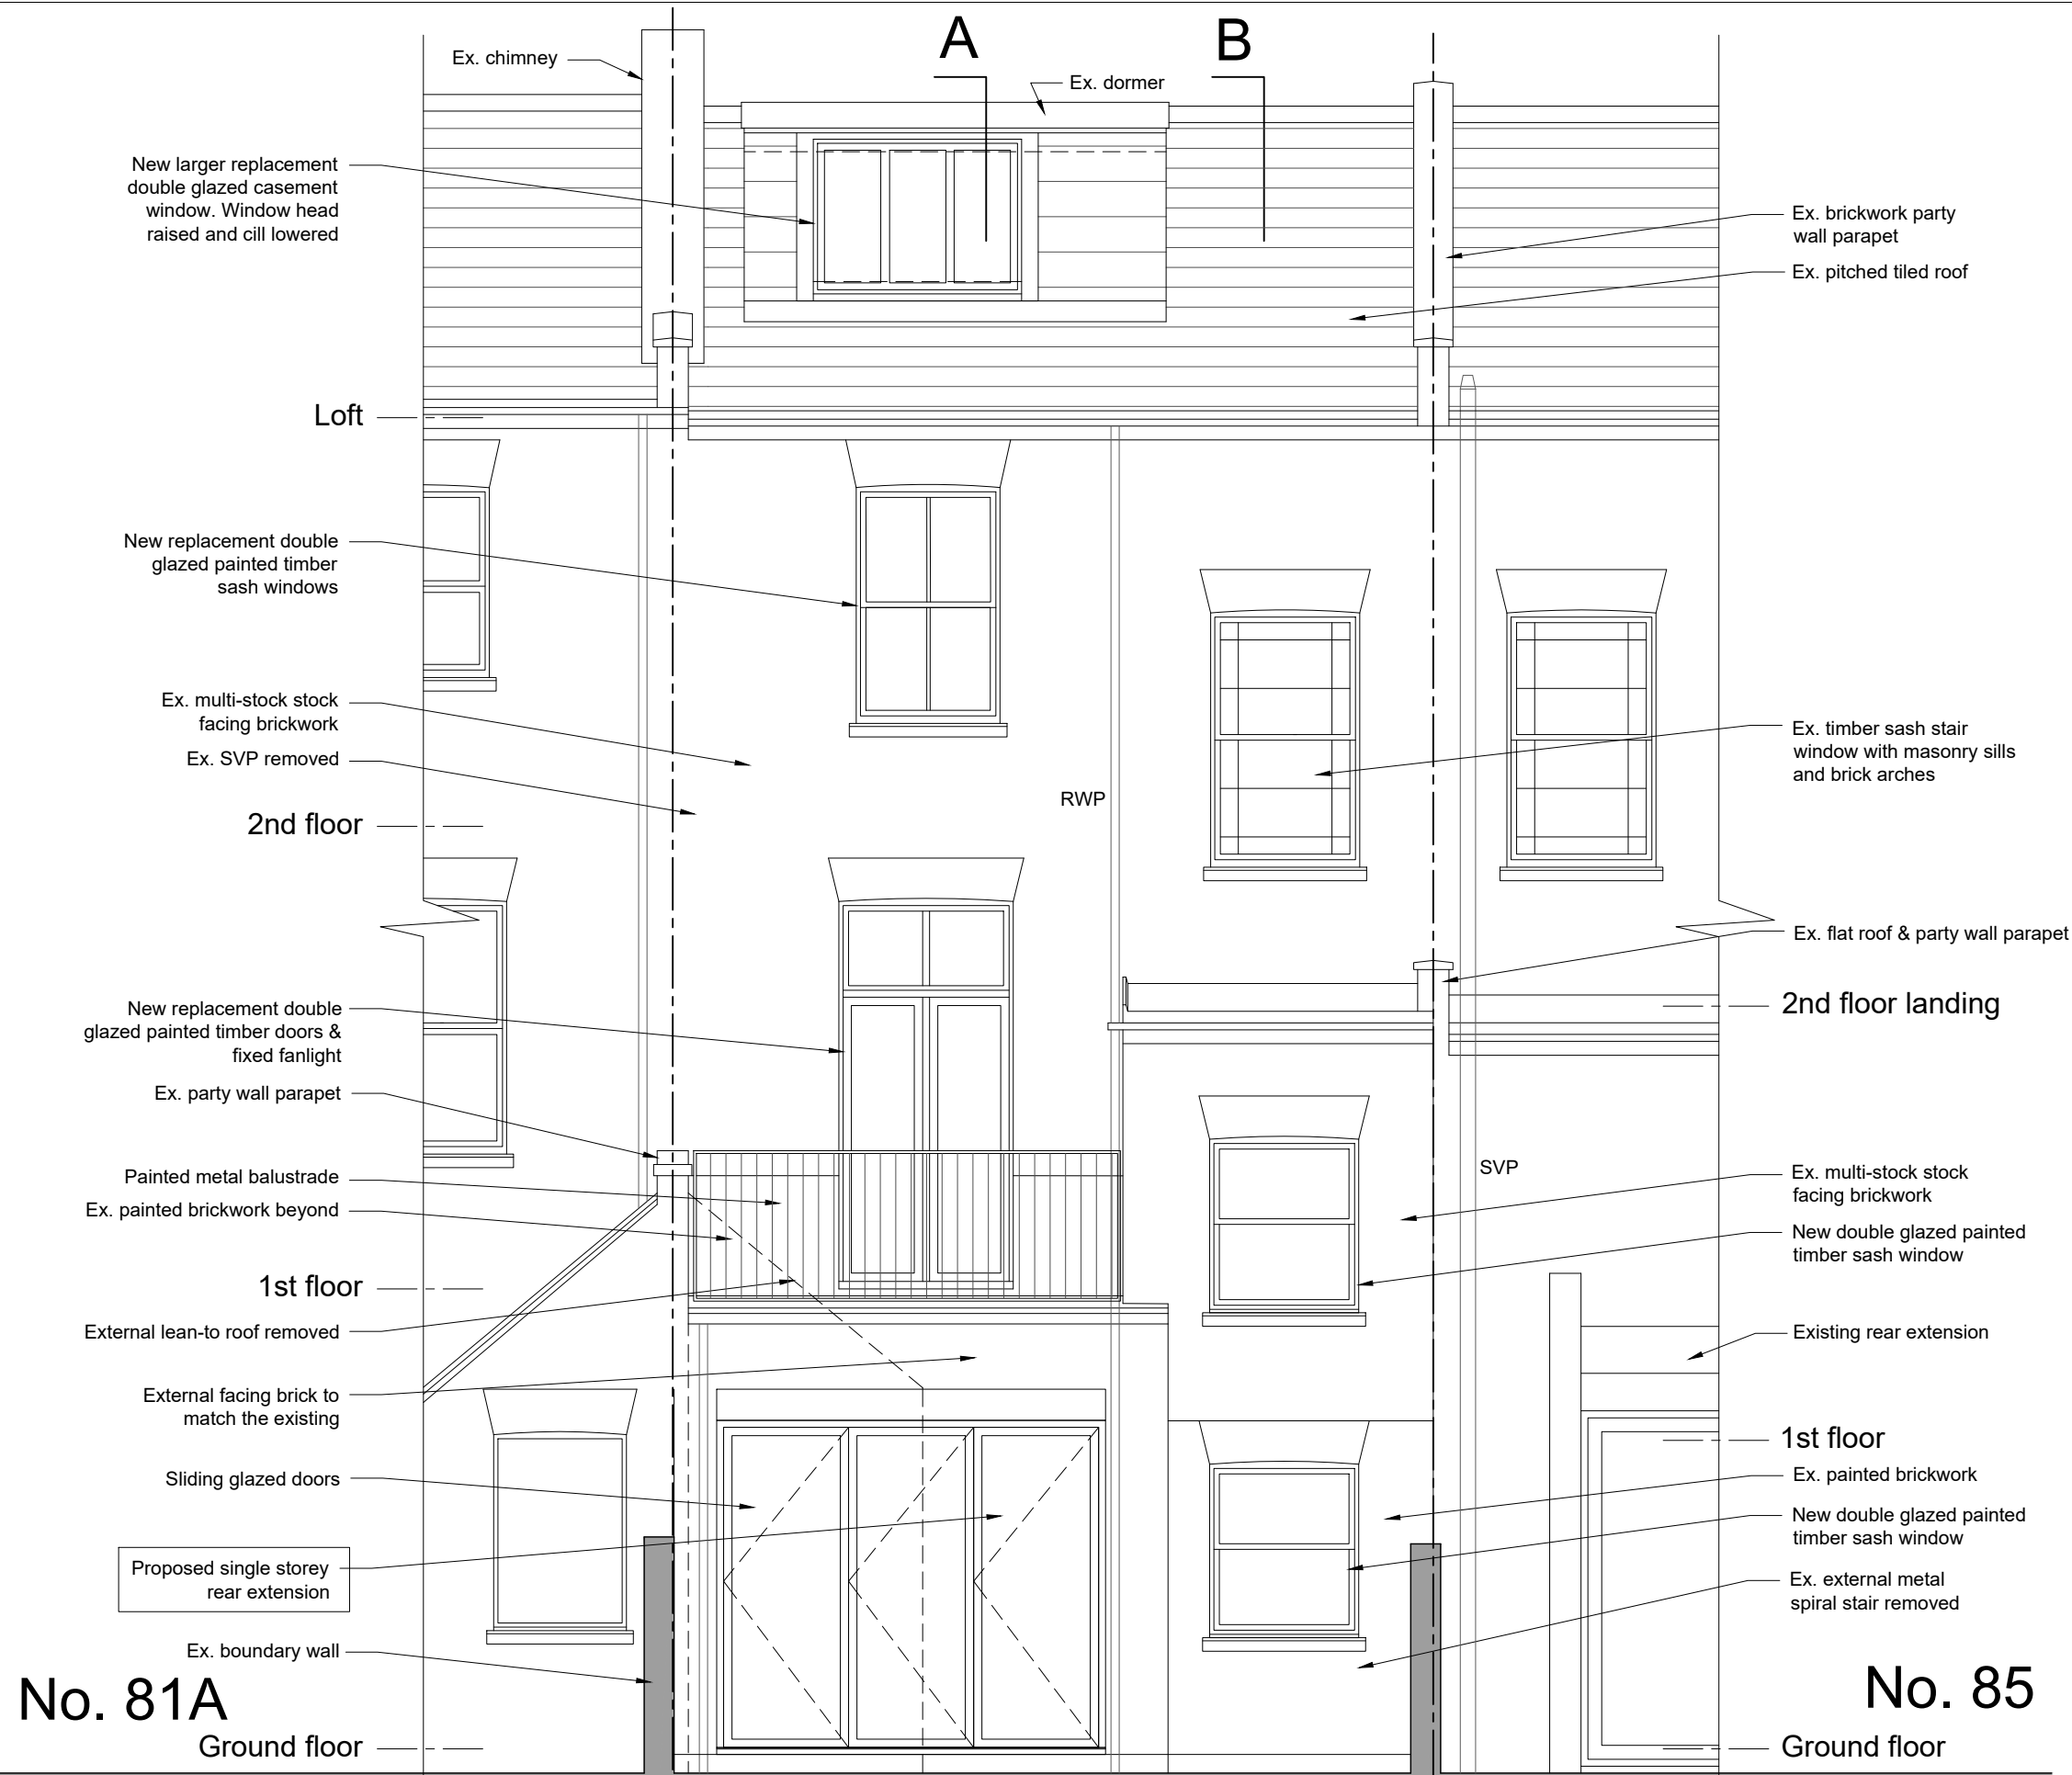 A
B
Ex. chimney
Ex. dormer
New larger replacement
double glazed casement
window. Window head
raised and cill lowered
Ex. brickwork party
wall parapet
Ex. pitched tiled roof
Loft
New replacement double
glazed painted timber
sash windows
Ex. multi-stock stock
facing brickwork
Ex. SVP removed
Ex. timber sash stair
window with masonry sills
and brick arches
RWP
2nd floor
Ex. flat roof & party wall parapet
New replacement double
glazed painted timber doors &
fixed fanlight
2nd floor landing
Ex. party wall parapet
Painted metal balustrade
Ex. painted brickwork beyond
SVP
Ex. multi-stock stock
facing brickwork
New double glazed painted
timber sash window
1st floor
External lean-to roof removed
Existing rear extension
External facing brick to
match the existing
1st floor
Sliding glazed doors
Ex. painted brickwork
New double glazed painted
timber sash window
Proposed single storey
rear extension
Ex. external metal
spiral stair removed
Ex. boundary wall
No. 81A
No. 85
Ground floor
Ground floor